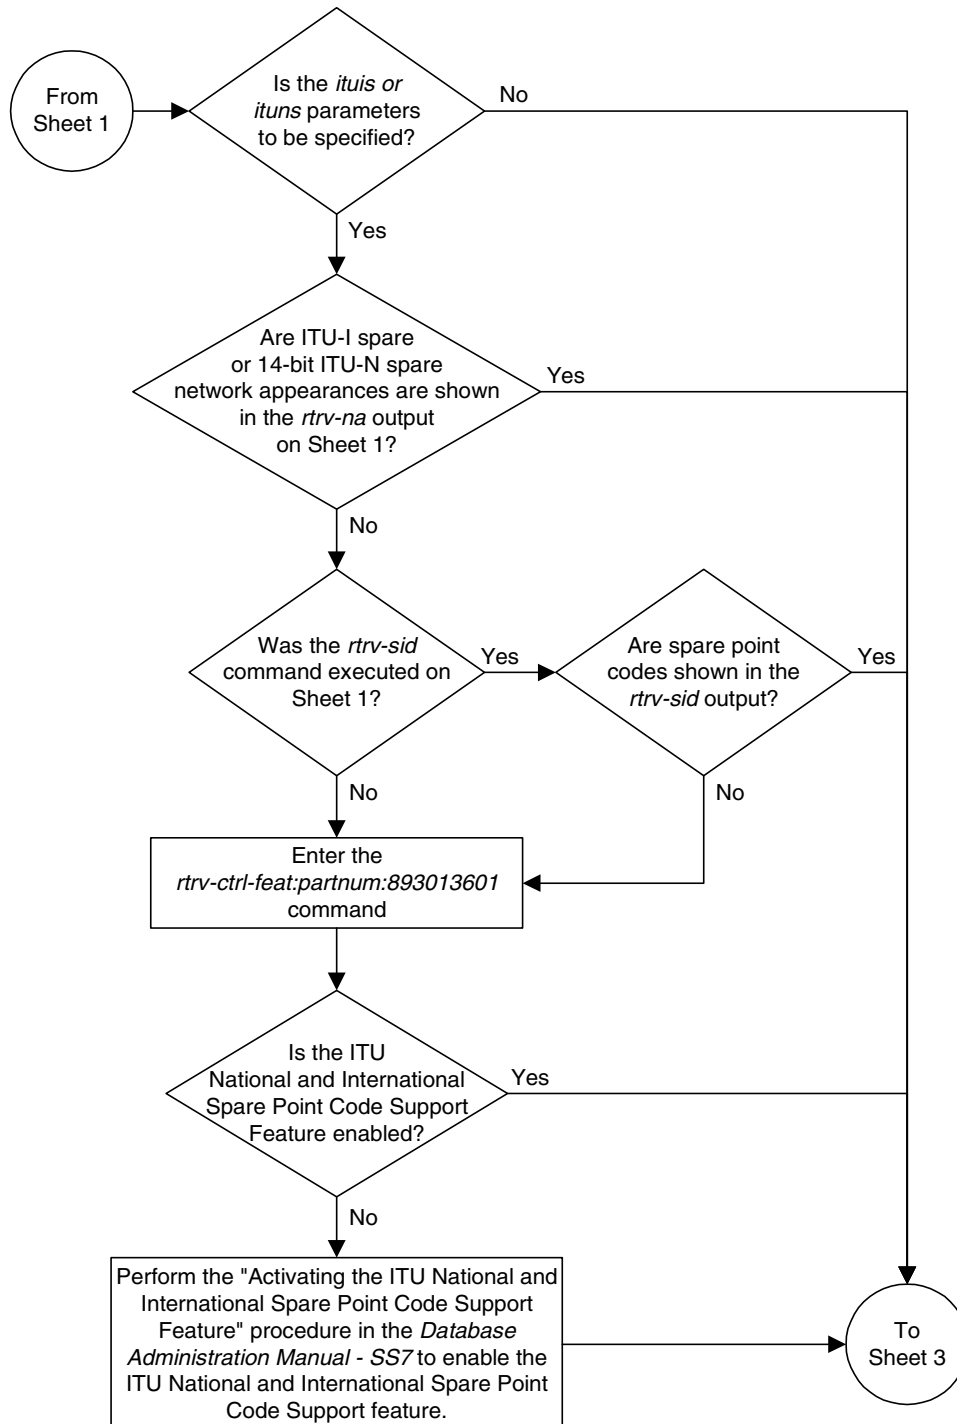 From
Sheet 1
Is the ituis or
ituns parameters
to be specified?
No
Yes
Are ITU-I spare
or 14-bit ITU-N spare
network appearances are shown
in the rtrv-na output
on Sheet 1?
Yes
No
Was the rtrv-sid
command executed on
Sheet 1?
Yes
Are spare point
codes shown in the
rtrv-sid output?
Yes
No
No
Enter the
rtrv-ctrl-feat:partnum:893013601
command
Is the ITU
National and International
Spare Point Code Support
Feature enabled?
Yes
No
Perform the "Activating the ITU National and
International Spare Point Code Support
Feature" procedure in the Database
Administration Manual - SS7 to enable the
ITU National and International Spare Point
Code Support feature.
To
Sheet 3